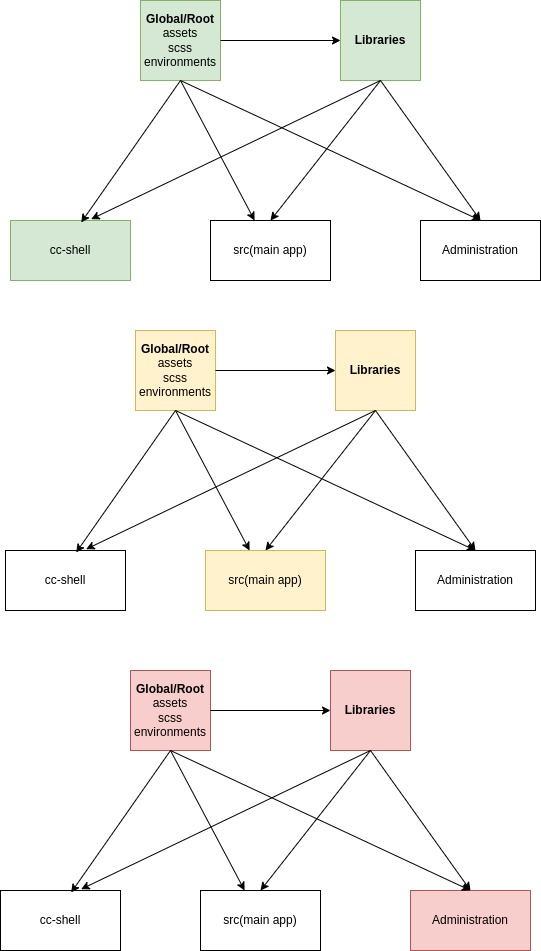 Global/Root
assets
scss
environments
Libraries
cc-shell
src(main app)
Administration
Global/Root
assets
scss
environments
Libraries
cc-shell
src(main app)
Administration
Global/Root
assets
scss
environments
Libraries
cc-shell
src(main app)
Administration